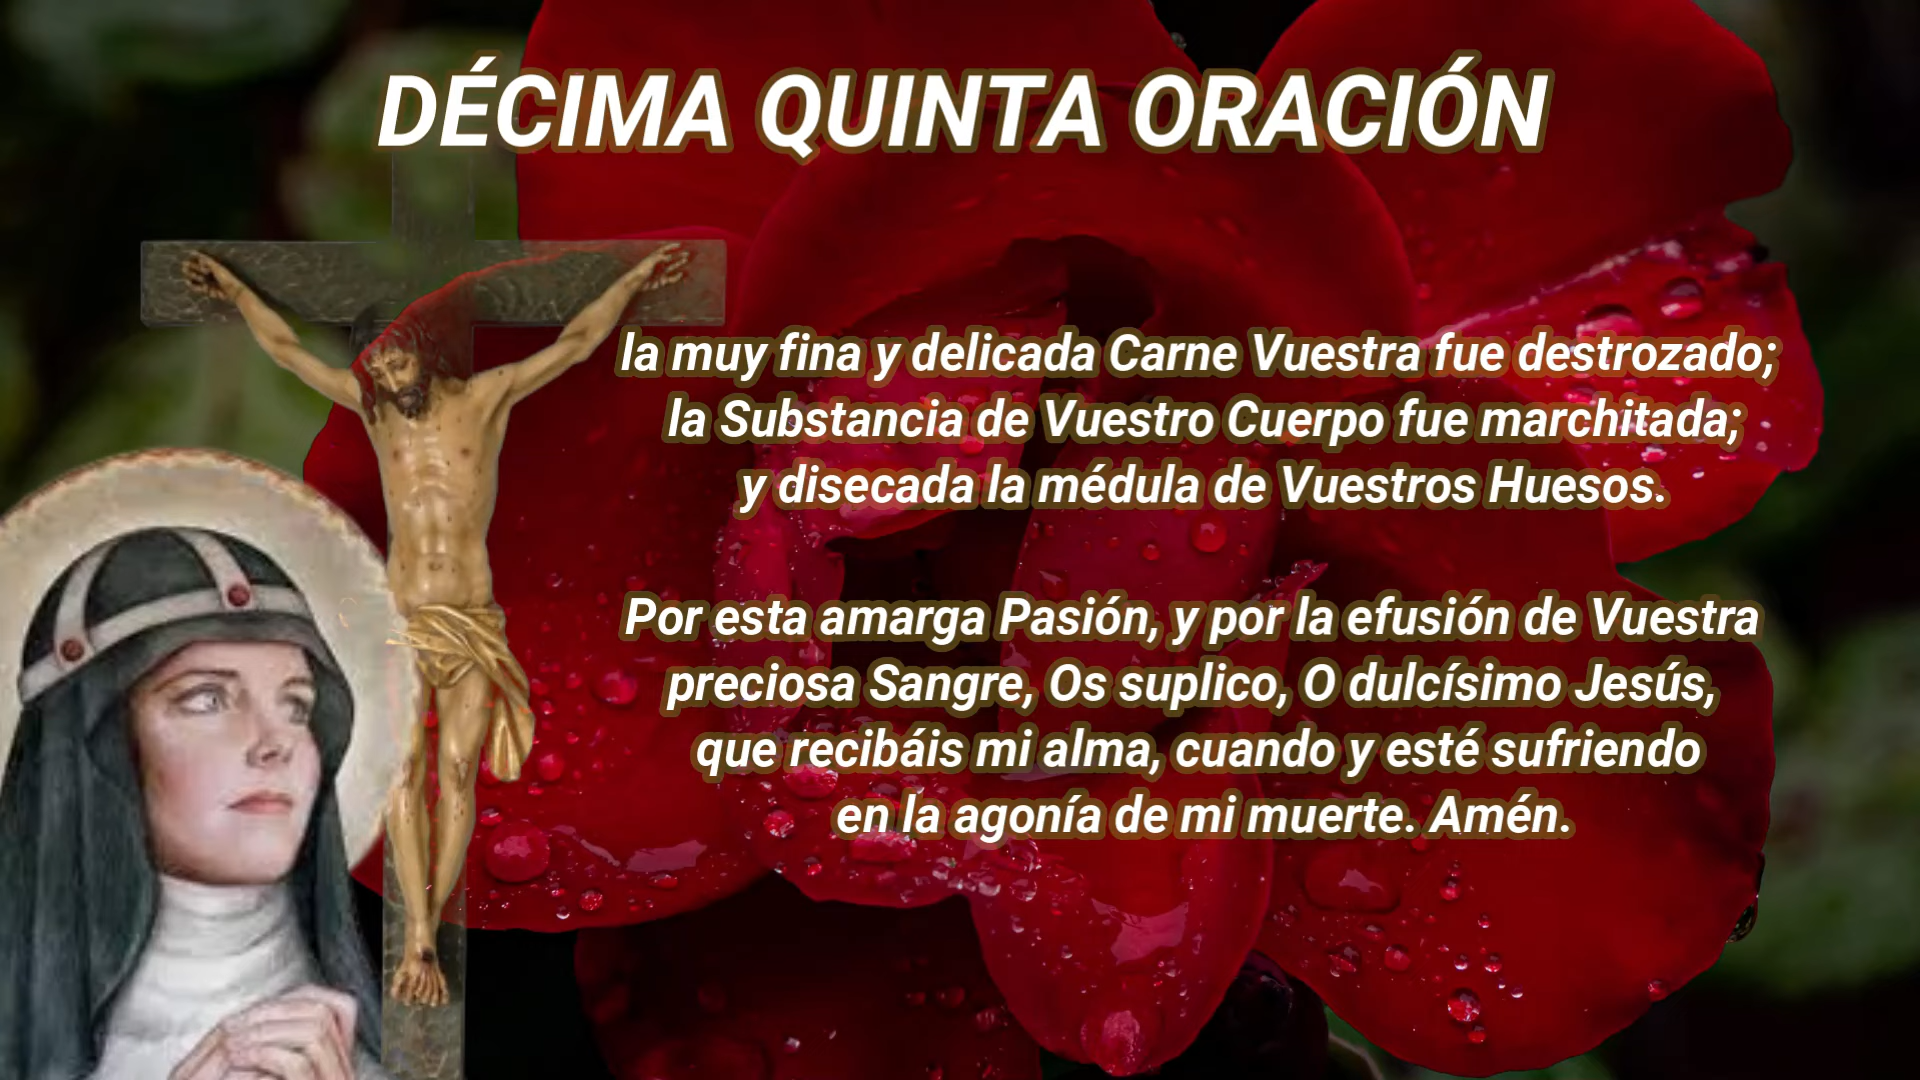 DÉCIMA QUINTA ORACIÓN
la muy fina y delicada Carne Vuestra fue destrozado;
la Substancia de Vuestro Cuerpo fue marchitada;
y disecada la médula de Vuestros Huesos.
Por esta amarga Pasión, y por la efusión de Vuestra
preciosa Sangre, Os suplico, O dulcísimo Jesús,
que recibáis mi alma, cuando y esté sufriendo
en la agonía de mi muerte. Amén.